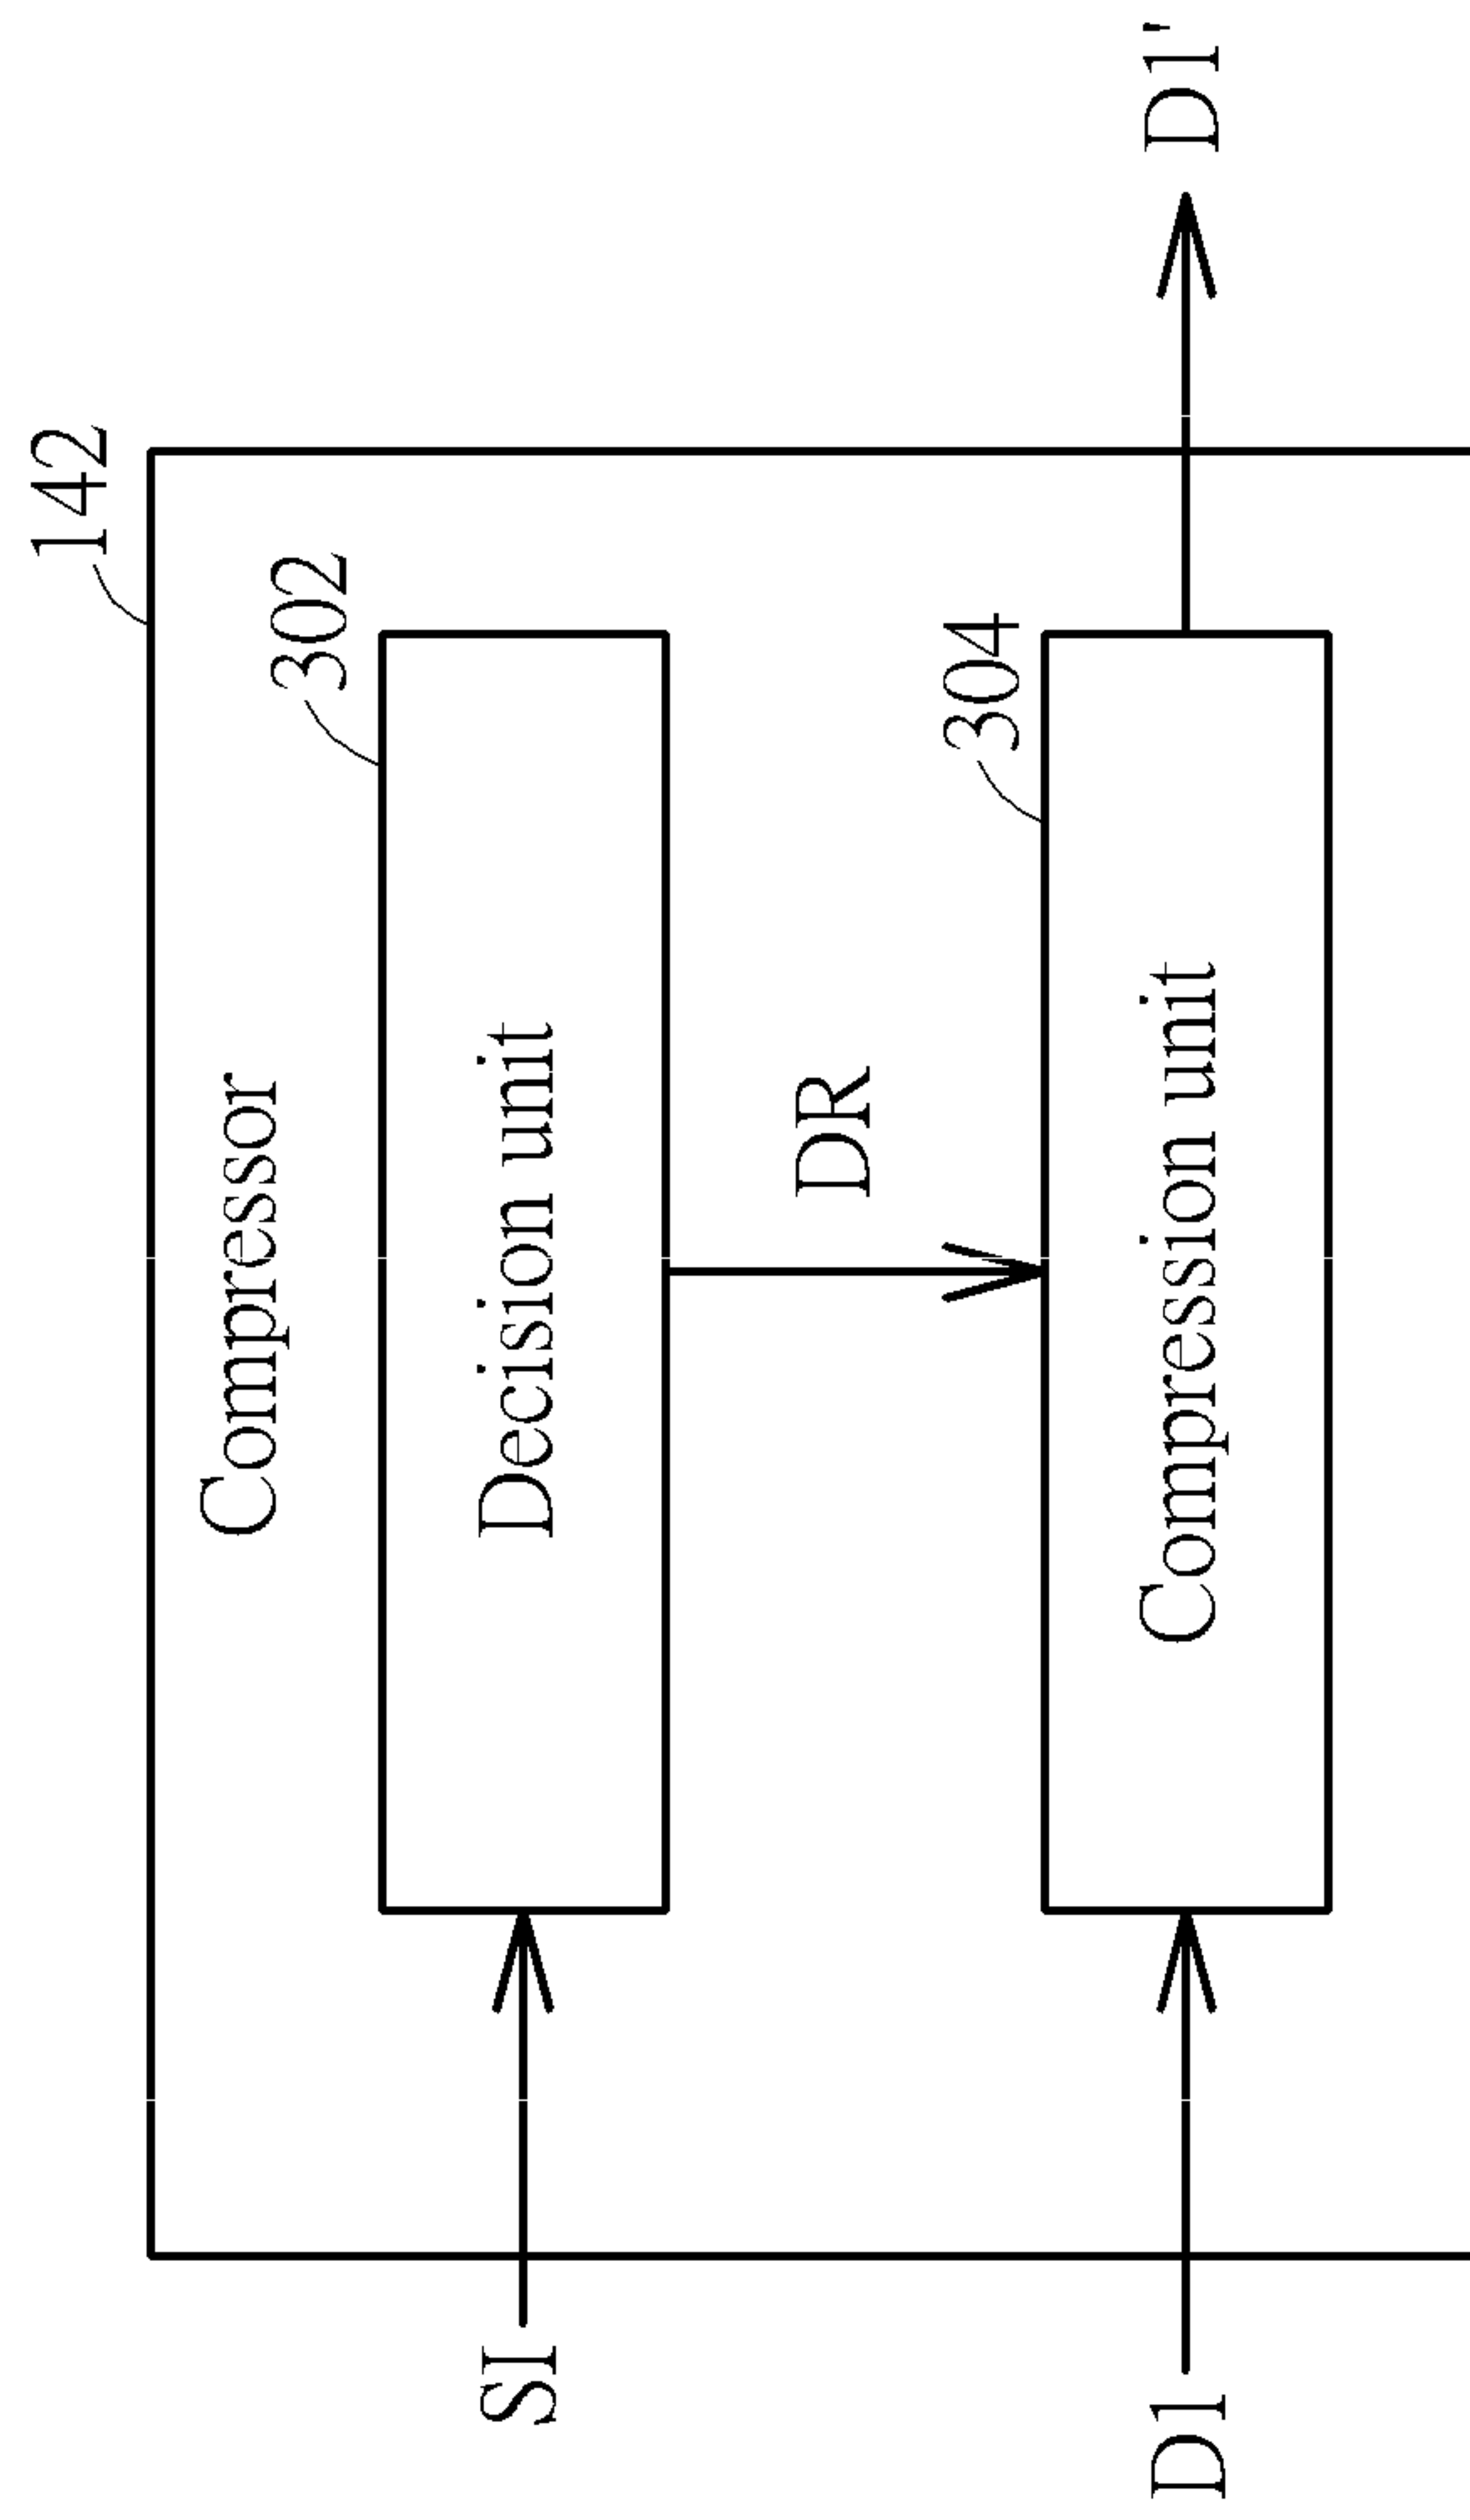 142
Compressor
302
SI
Decision unit
DR
304
D1
Compression unit
D1'